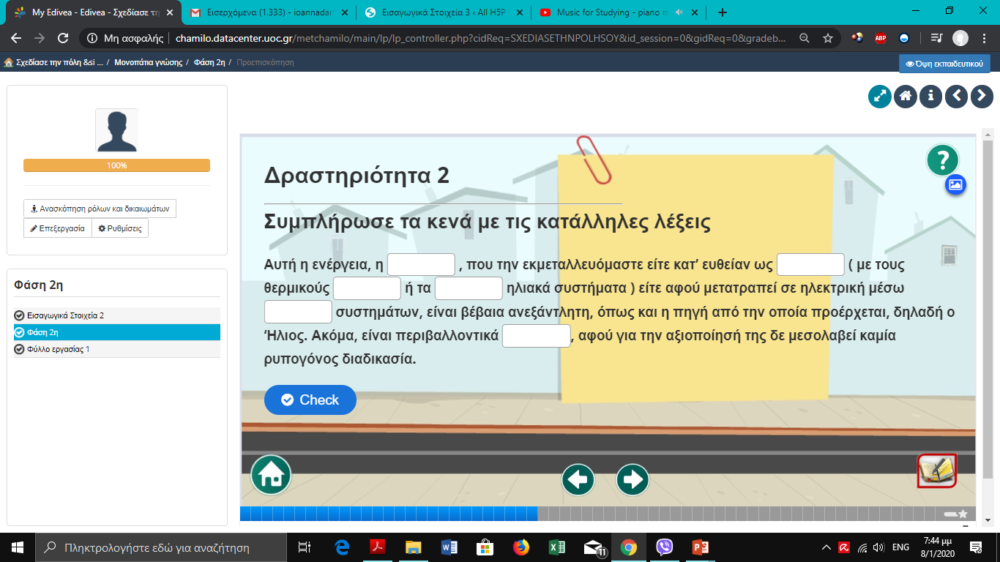 My Edivea - Edivea - Σχεδίασε τη
Εισερχόμενα (1.333) - ioannadar
Εισαγωγικά Στοιχεία 3 ‹ All H5P
Music for Studying - piano m
Μη ασφαλής
chamilo.datacenter.uoc.gr/metchamilo/main/lp/lp_controller.php?cidReq=SXEDIASETHNPOLHSOY&id_session=0&gidReq=0&gradeb...
ABP
Σχεδίασε την πόλη &si ... / Μονοπάτια γνώσης / Φάση 2η / Προεπισκόπηση
Όψη εκπαιδευτικού
100%
Ανασκόπηση ρόλων και δικαιωμάτων
Επεξεργασία
Ρυθμίσεις
Φάση 2η
Εισαγωγικά Στοιχεία 2
Φάση 2η
Φύλλο εργασίας 1
Δραστηριότητα 2
Συμπλήρωσε τα κενά με τις κατάλληλες λέξεις
Αυτή η ενέργεια, η , που την εκμεταλλευόμαστε είτε κατ’ ευθείαν ως ( με τους
θερμικούς ή τα ηλιακά συστήματα ) είτε αφού μετατραπεί σε ηλεκτρική μέσω
συστημάτων, είναι βέβαια ανεξάντλητη, όπως και η πηγή από την οποία προέρχεται, δηλαδή ο
‘Ηλιος. Ακόμα, είναι περιβαλλοντικά , αφού για την αξιοποίησή της δε μεσολαβεί καμία
ρυπογόνος διαδικασία.
Check
Πληκτρολογήστε εδώ για αναζήτηση
11
ENG
7:44 μμ
8/1/2020